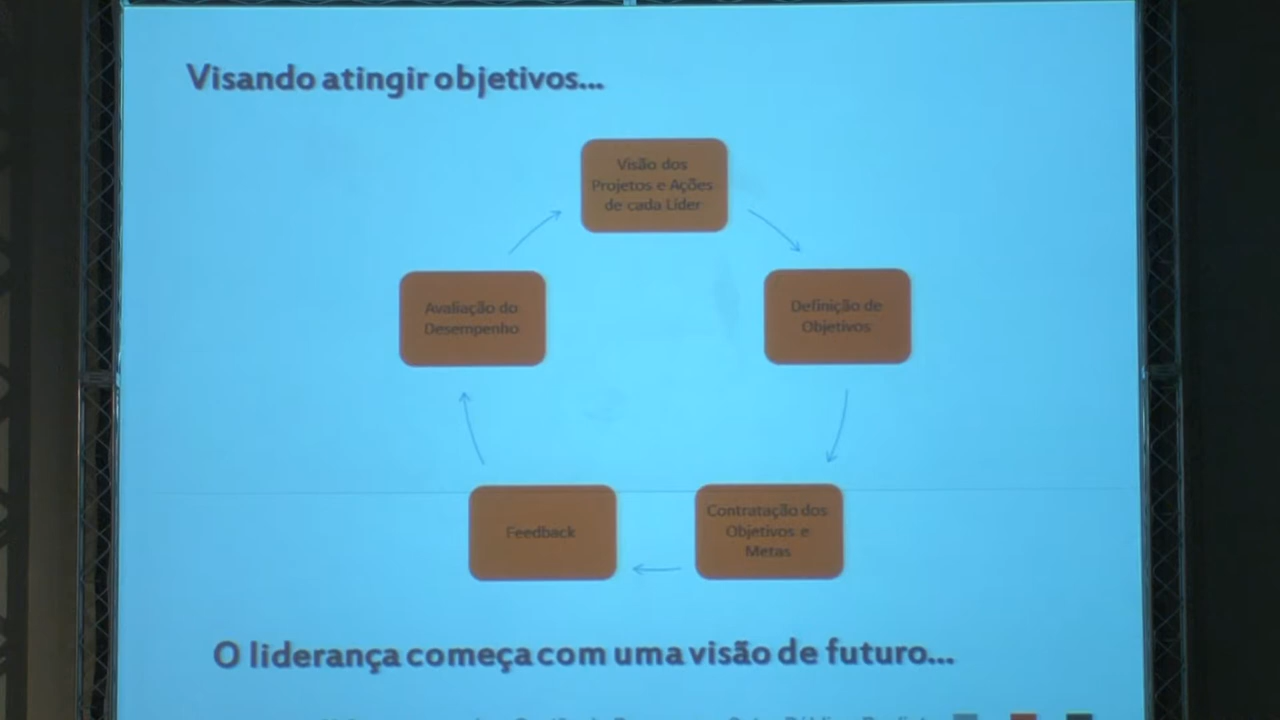 Visando atingir objetivos...
Visão dos
Projetos e Ações
de cada Líder
Avaliação do
Desempenho
Definição de
Objetivos
Feedback
Contratação dos
Objetivos e
Metas
O liderança começa com uma visão de futuro...